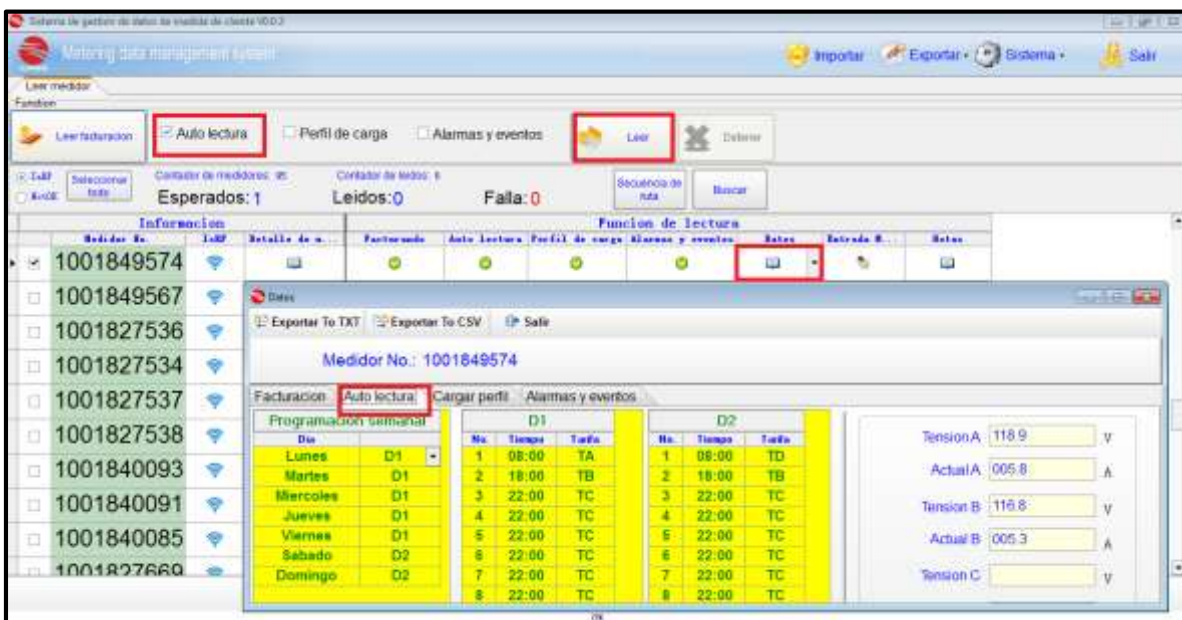 Sistema de gestion de datos de medida de cliente V0.0.2
Metering data management system
Importar Exportar Sistema Salir
Leer medidor
Function
Leer facturacion Auto lectura Perfil de carga Alarmas y eventos Leer Detener
InRF Seleccionar todo Contador de medidores: Contador de leidos: Secuencia de ruta Buscar
Esperados: 1 Leidos: 0 Falla: 0
Informacion Funcion de lectura
Medidor No. InRF Detalle de Facturando Auto lectura Perfil de carga Alarmas y eventos Datos Entrada Notas
1001849574
1001849567
1001827536
1001827534
1001827537
1001827538
1001840093
1001840091
1001840085
1001827669
Datos
Exportar To TXT Exportar To CSV Salir
Medidor No.: 1001849574
Facturacion Auto lectura Cargar perfil Alarmas y eventos
Programacion semanal D1 D2
Dia No. Tiempo Tarifa No. Tiempo Tarifa
Lunes D1 1 08:00 TA 1 08:00 TD
Martes D1 2 18:00 TB 2 18:00 TB
Miercoles D1 3 22:00 TC 3 22:00 TC
Jueves D1 4 22:00 TC 4 22:00 TC
Viernes D1 5 22:00 TC 5 22:00 TC
Sabado D2 6 22:00 TC 6 22:00 TC
Domingo D2 7 22:00 TC 7 22:00 TC
8 22:00 TC 8 22:00 TC
Tension A 118.9 V
Actual A 005.8 A
Tension B 116.8 V
Actual B 005.3 A
Tension C V